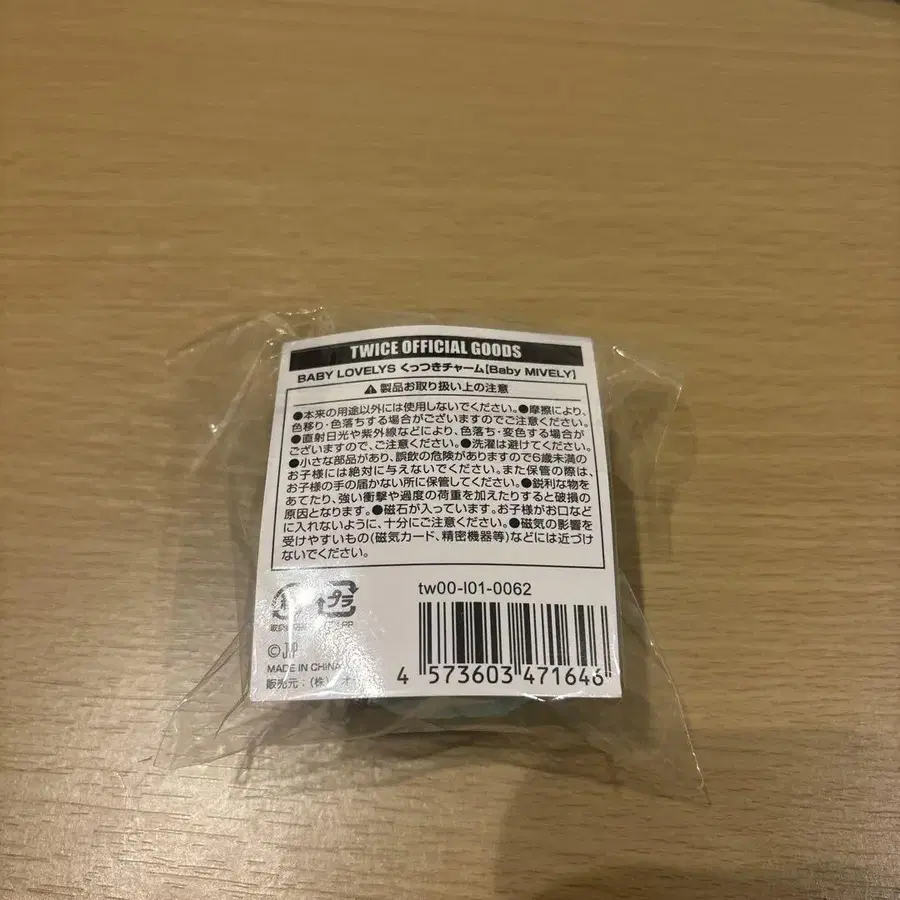 TWICE OFFICIAL GOODS
BABY LOVELYS くっつきチャーム【Baby MIVELY】
製品お取り扱い上の注意
●本来の用途以外には使用しないでください。●摩擦により、
色移り・色落ちする場合がございますのでご注意ください。
●直射日光や紫外線などにより、色落ち・変色する場合が
ございますので、ご注意ください。●洗濯は避けてください。
●小さな部品があり、誤飲の危険がありますので6歳未満の
お子様には絶対に与えないでください。また保管の際は、
お子様の手の届かない所に保管してください。●鋭利な物を
あてたり、強い衝撃や過度の荷重を加えたりすると破損の
原因となります。●磁石が入っています。お子様がお口など
に入れないように、十分にご注意ください。●磁気の影響を
受けやすいもの(磁気カード、精密機器等)などには近づけ
ないでください。
tw00-I01-0062
プラ
PP
©JYP
MADE IN CHINA
販売元:(株)
4 573603 471646